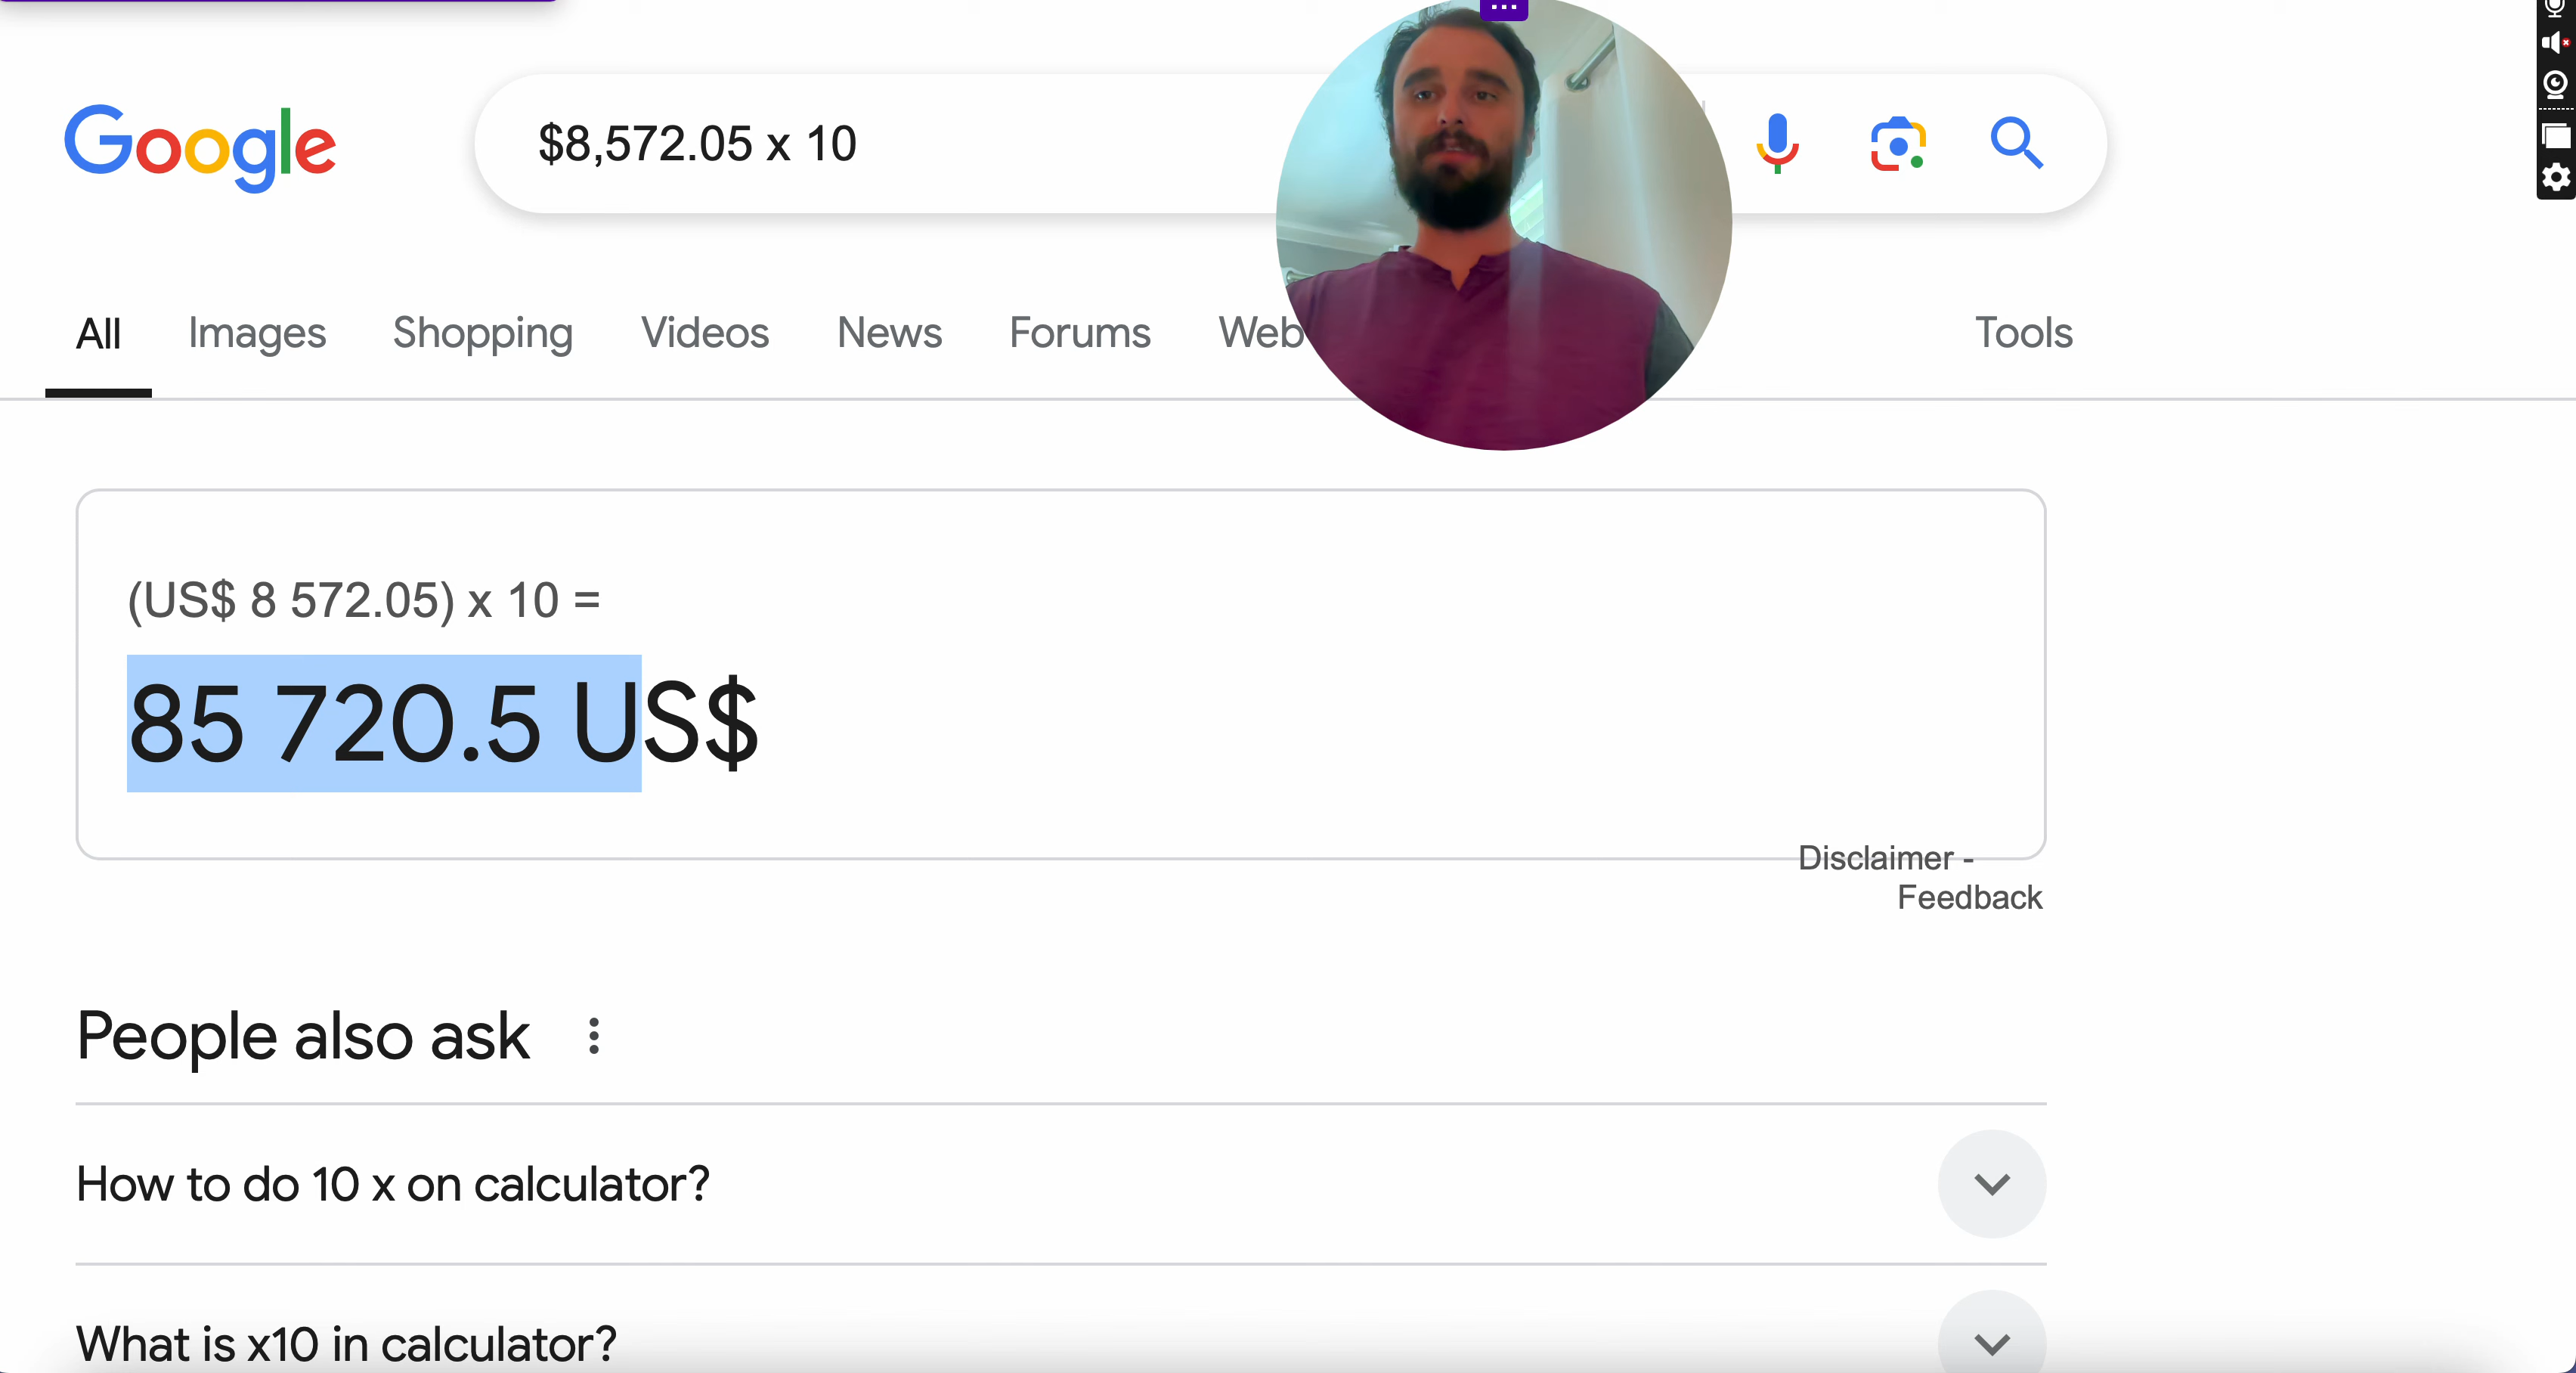 Google
$8,572.05 x 10
All Images Shopping Videos News Forums Web Tools
(US$ 8 572.05) x 10 =
85 720.5 US$
Disclaimer -
Feedback
People also ask
How to do 10 x on calculator?
What is x10 in calculator?